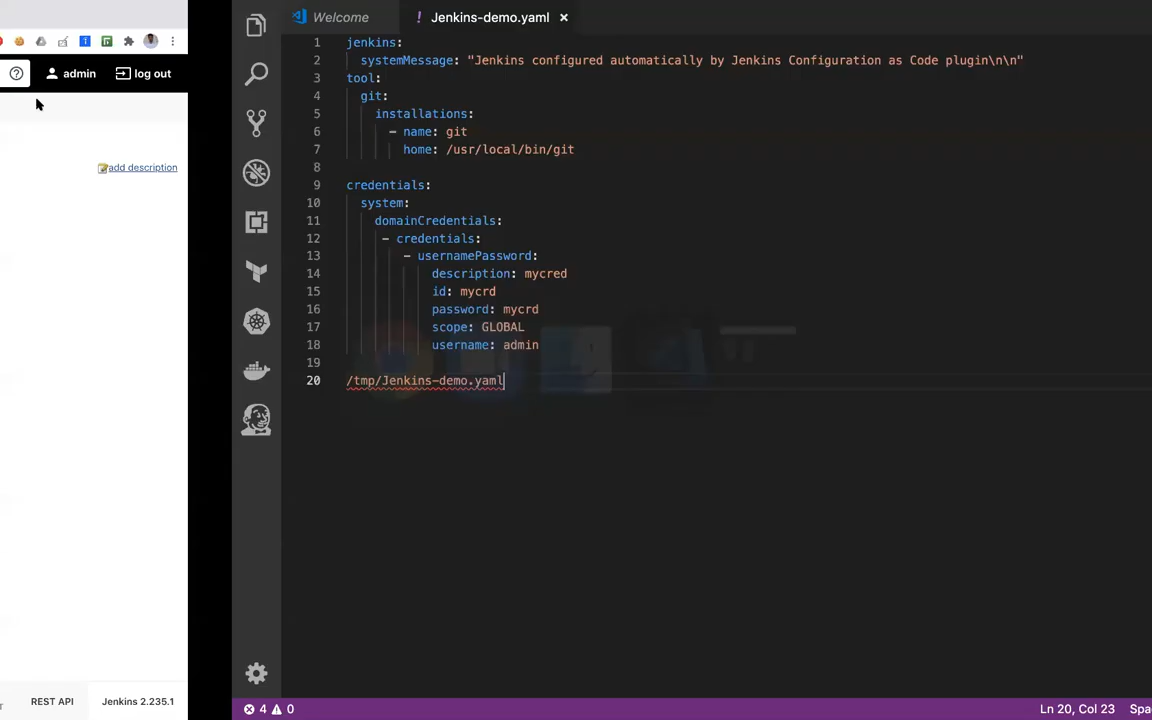 admin
log out
add description
REST API
Jenkins 2.235.1
Welcome
! Jenkins-demo.yaml ×
1 jenkins:
2 systemMessage: "Jenkins configured automatically by Jenkins Configuration as Code plugin\n\n"
3 tool:
4 git:
5 installations:
6 - name: git
7 home: /usr/local/bin/git
8
9 credentials:
10 system:
11 domainCredentials:
12 - credentials:
13 - usernamePassword:
14 description: mycred
15 id: mycrd
16 password: mycrd
17 scope: GLOBAL
18 username: admin
19
20 /tmp/Jenkins-demo.yaml
4 0
Ln 20, Col 23
Spa